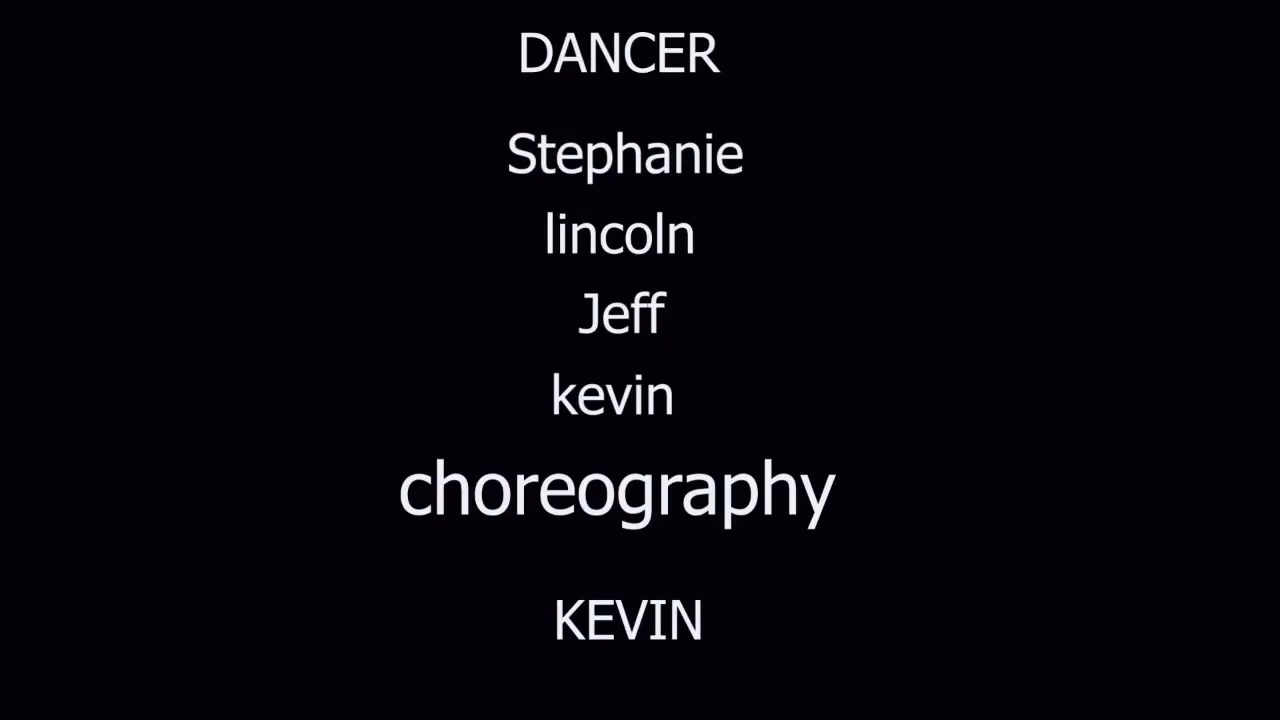 DANCER
Stephanie
lincoln
Jeff
kevin
choreography
KEVIN